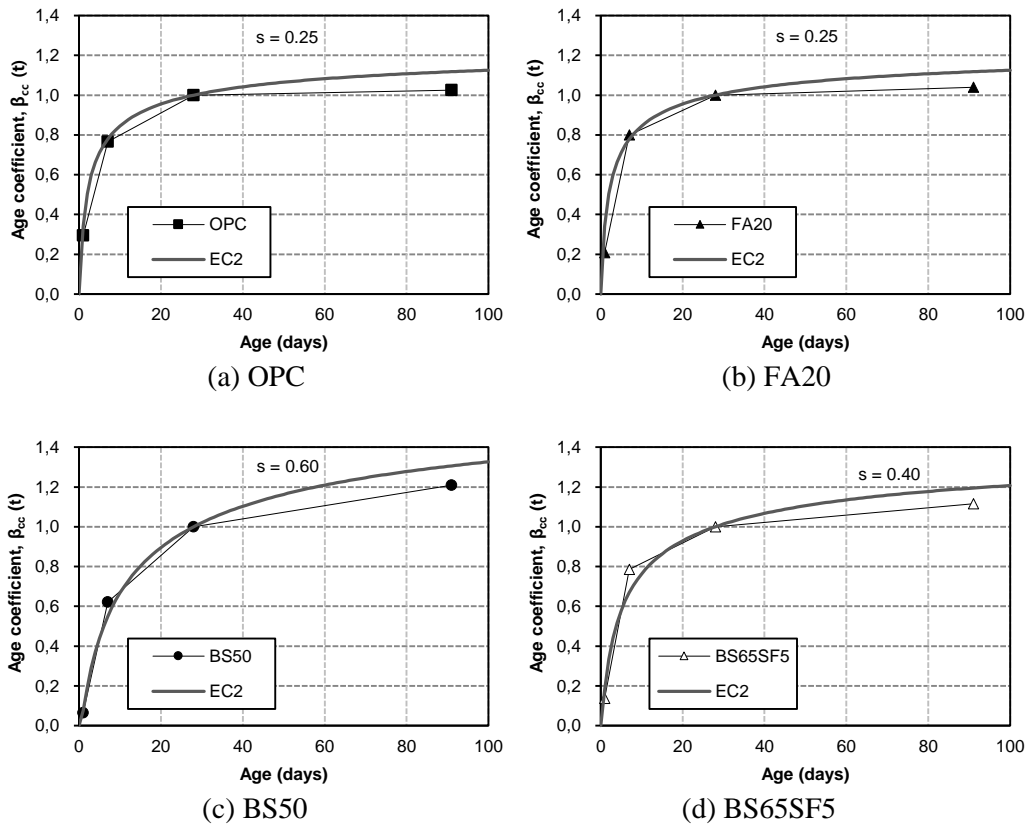 1,4
1,2
1,0
0,8
0,6
0,4
0,2
0,0
Age coefficient, β_cc (t)
s = 0.25
OPC
EC2
0 20 40 60 80 100
Age (days)
(a) OPC
1,4
1,2
1,0
0,8
0,6
0,4
0,2
0,0
Age coefficient, β_cc (t)
s = 0.25
FA20
EC2
0 20 40 60 80 100
Age (days)
(b) FA20
1,4
1,2
1,0
0,8
0,6
0,4
0,2
0,0
Age coefficient, β_cc (t)
s = 0.60
BS50
EC2
0 20 40 60 80 100
Age (days)
(c) BS50
1,4
1,2
1,0
0,8
0,6
0,4
0,2
0,0
Age coefficient, β_cc (t)
s = 0.40
BS65SF5
EC2
0 20 40 60 80 100
Age (days)
(d) BS65SF5